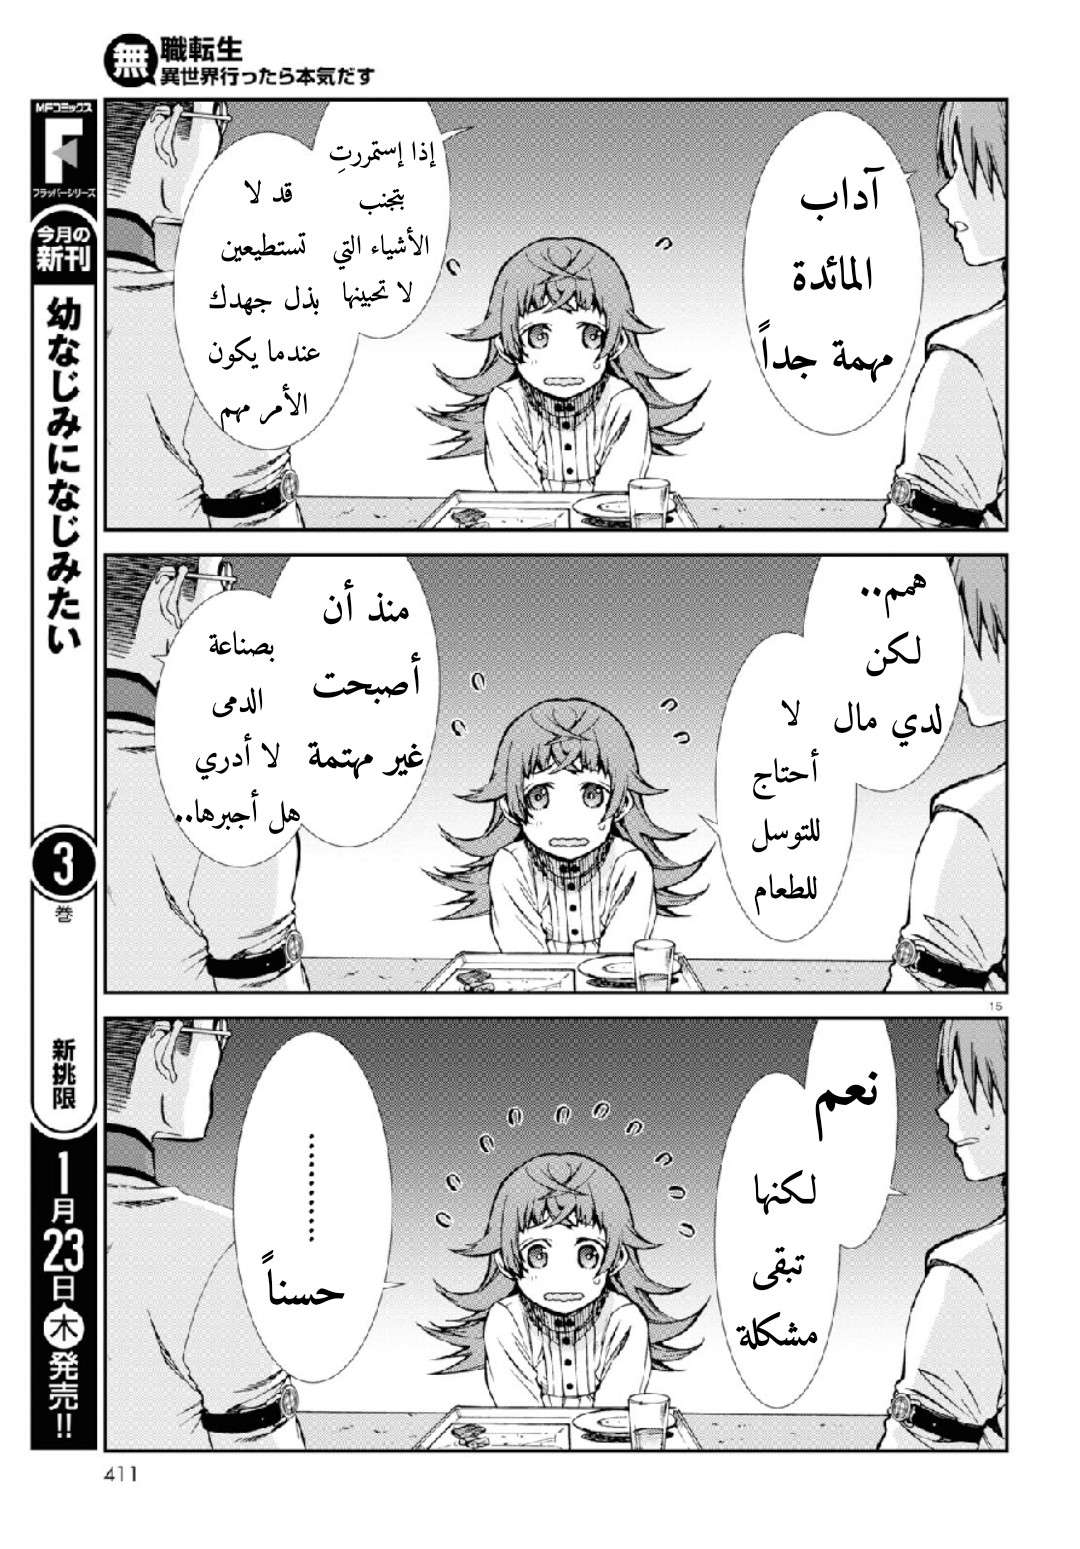 無職転生
異世界行ったら本気だす
آداب
المائدة
مهمة جداً
إذا إستمررتِ
بتجنب
الأشياء التي
لا تحبينها
قد لا
تستطيعين
بذل جهدك
عندما يكون
الأمر مهم
همم..
لكن
لدي مال
لا
أحتاج
للتوسل
للطعام
منذ أن
أصبحت
غير مهتمة
بصناعة
الدمى
لا أدري
هل أجبرها..
15
نعم
لكنها
تبقى
مشكلة
..........
حسناً
MFコミックス
F
フラッパーシリーズ
今月の
新刊
幼なじみになじみたい
3
巻
新挑限
1月23日木発売!!
411